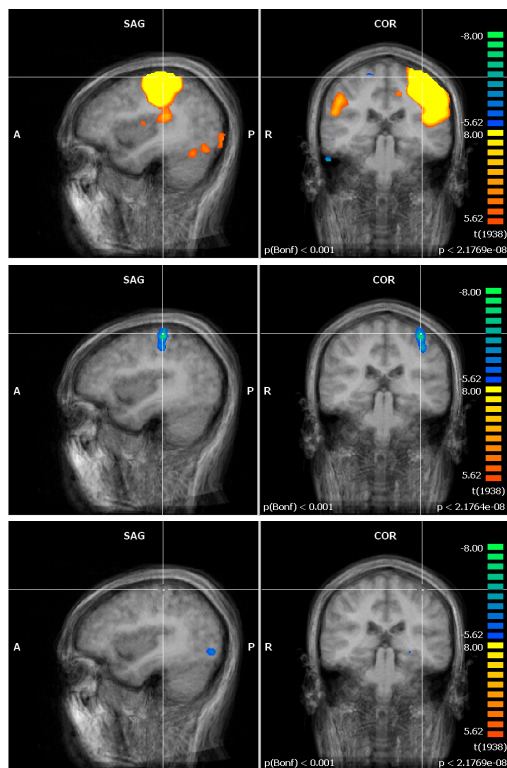 SAG
COR
A
P
R
-8.00
-5.62
8.00
5.62
t(1938)
p(Bonf) < 0.001
p < 2.1769e-08
SAG
COR
A
P
R
-8.00
-5.62
8.00
5.62
t(1938)
p(Bonf) < 0.001
p < 2.1764e-08
SAG
COR
A
P
R
-8.00
-5.62
8.00
5.62
t(1938)
p(Bonf) < 0.001
p < 2.1769e-08